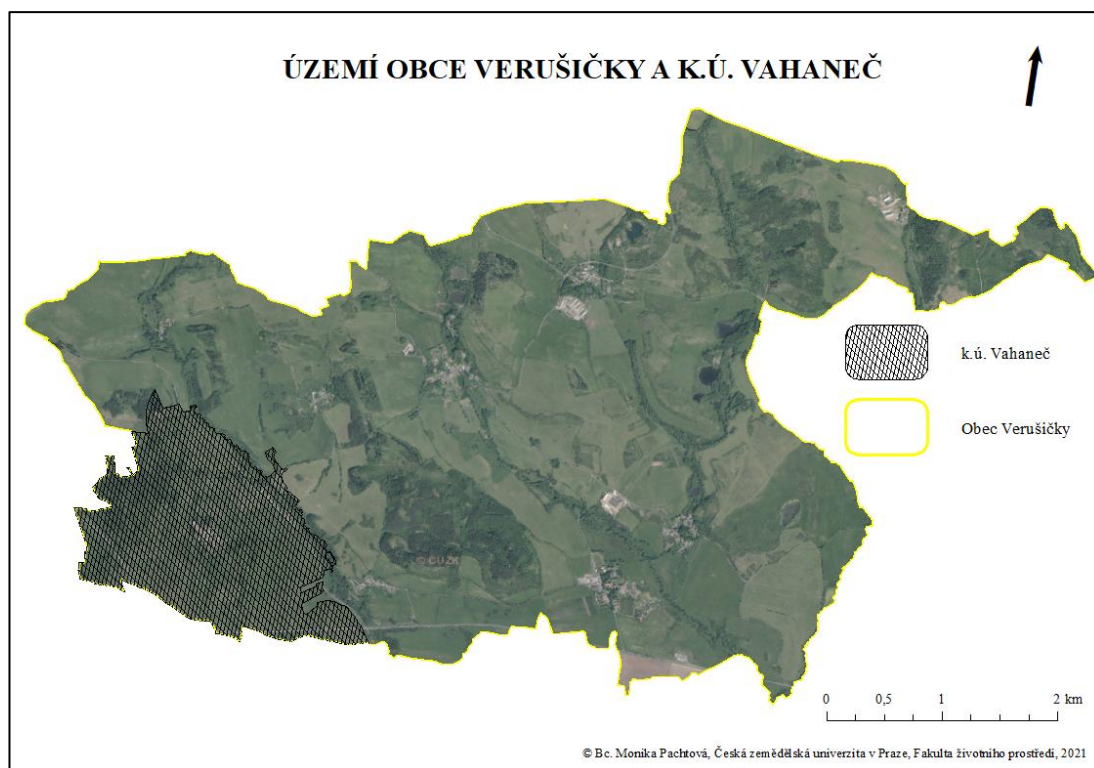 ÚZEMÍ OBCE VERUŠIČKY A K.Ú. VAHANEČ
k.ú. Vahaneč
Obec Verušičky
© ČÚZK
0 0,5 1 2 km
© Bc. Monika Pachtová, Česká zemědělská univerzita v Praze, Fakulta životního prostředí, 2021